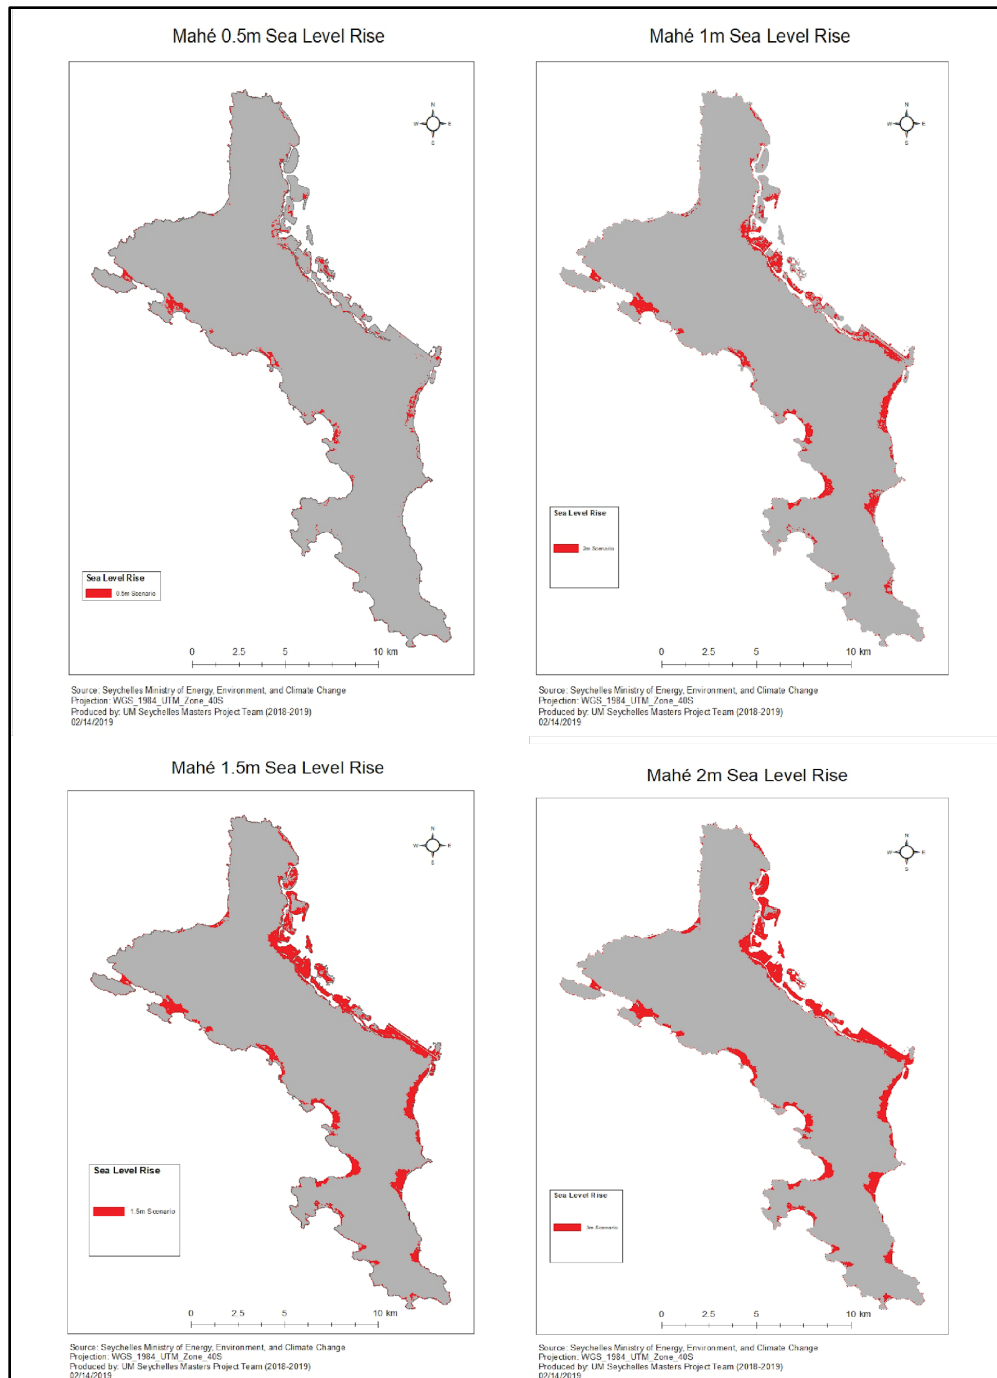 Mahé 0.5m Sea Level Rise
N
W E
S
Sea Level Rise
0.5m Scenario
0 2.5 5 10 km
Source: Seychelles Ministry of Energy, Environment, and Climate Change
Projection: WGS_1984_UTM_Zone_40S
Produced by: UM Seychelles Masters Project Team (2018-2019)
02/14/2019
Mahé 1m Sea Level Rise
N
W E
S
Sea Level Rise
Scenario
0 2.5 5 10 km
Source: Seychelles Ministry of Energy, Environment, and Climate Change
Projection: WGS_1984_UTM_Zone_40S
Produced by: UM Seychelles Masters Project Team (2018-2019)
02/14/2019
Mahé 1.5m Sea Level Rise
N
W E
S
Sea Level Rise
1.5m Scenario
0 2.5 5 10 km
Source: Seychelles Ministry of Energy, Environment, and Climate Change
Projection: WGS_1984_UTM_Zone_40S
Produced by: UM Seychelles Masters Project Team (2018-2019)
02/14/2019
Mahé 2m Sea Level Rise
N
W E
S
Sea Level Rise
Scenario
0 2.5 5 10 km
Source: Seychelles Ministry of Energy, Environment, and Climate Change
Projection: WGS_1984_UTM_Zone_40S
Produced by: UM Seychelles Masters Project Team (2018-2019)
02/14/2019